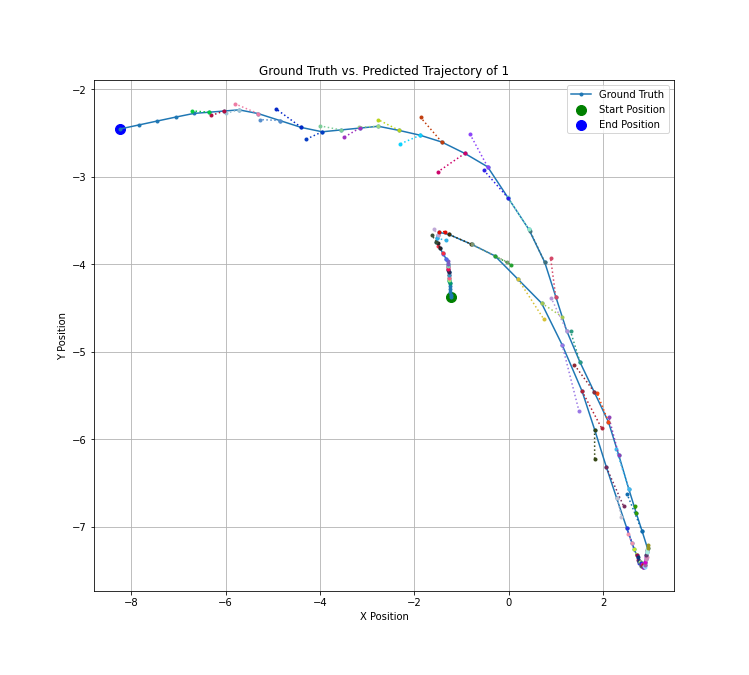 Ground Truth vs. Predicted Trajectory of 1
Ground Truth
Start Position
End Position
−2
−3
−4
−5
−6
−7
Y Position
−8
−6
−4
−2
0
2
X Position